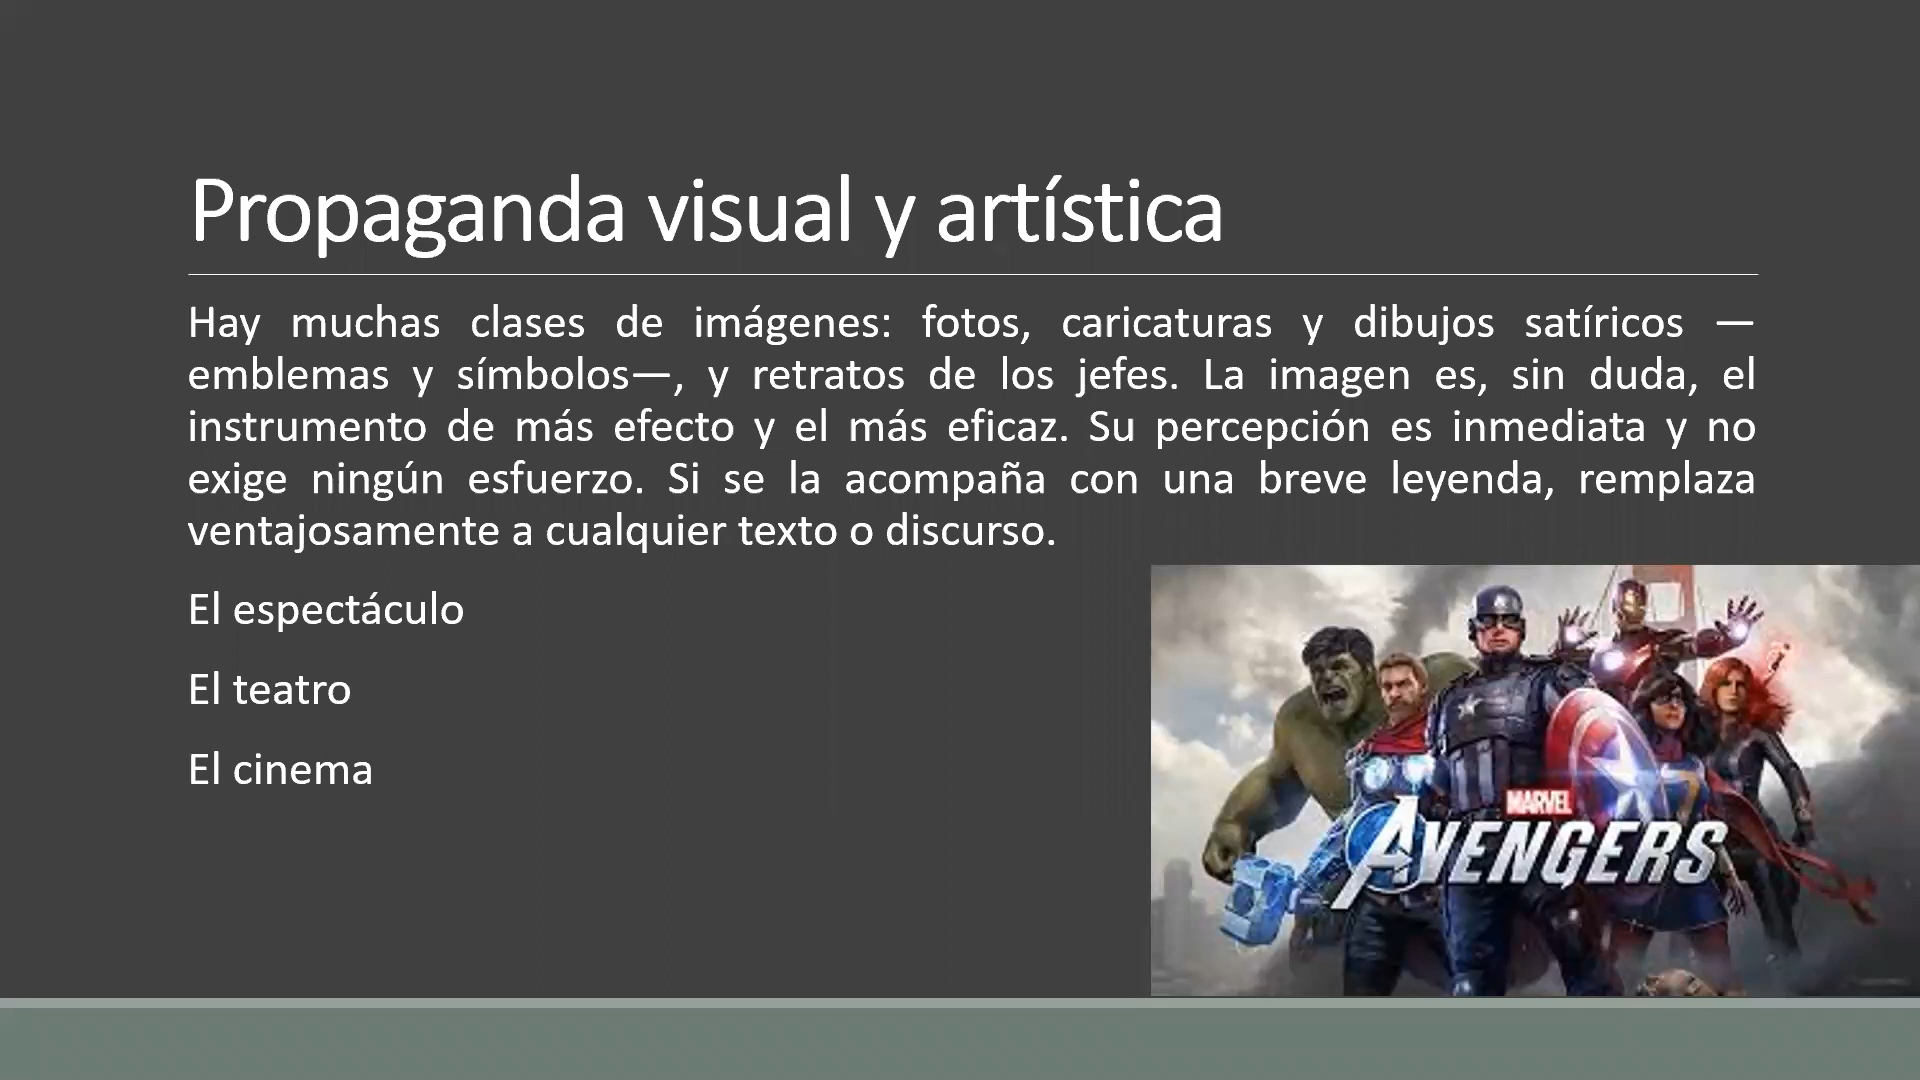 Propaganda visual y artística
Hay muchas clases de imágenes: fotos, caricaturas y dibujos satíricos —
emblemas y símbolos—, y retratos de los jefes. La imagen es, sin duda, el
instrumento de más efecto y el más eficaz. Su percepción es inmediata y no
exige ningún esfuerzo. Si se la acompaña con una breve leyenda, remplaza
ventajosamente a cualquier texto o discurso.
El espectáculo
El teatro
El cinema
MARVEL
AVENGERS